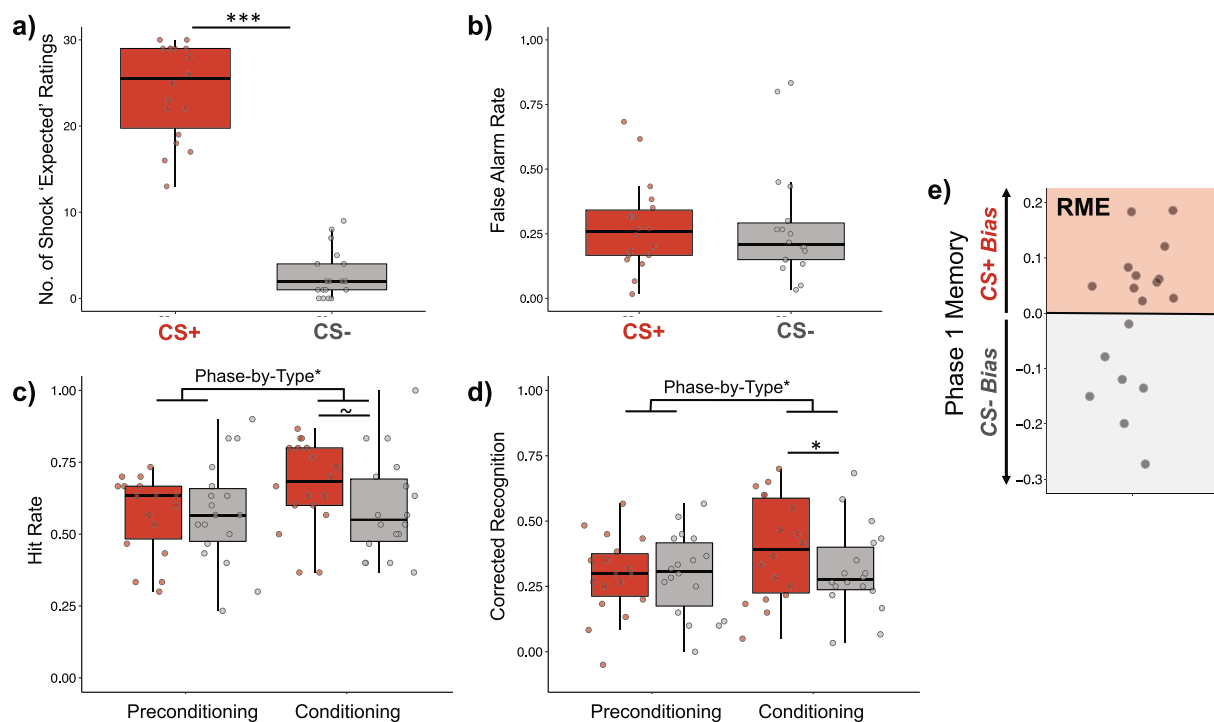 a)
***
No. of Shock 'Expected' Ratings
30
20
10
0
CS+
CS-
b)
False Alarm Rate
1.00
0.75
0.50
0.25
0.00
CS+
CS-
c)
Phase-by-Type*
~
Hit Rate
1.00
0.75
0.50
0.25
0.00
Preconditioning
Conditioning
d)
Phase-by-Type*
*
Corrected Recognition
1.00
0.75
0.50
0.25
0.00
Preconditioning
Conditioning
e)
RME
Phase 1 Memory
CS+ Bias
CS- Bias
0.2
0.1
0.0
−0.1
−0.2
−0.3